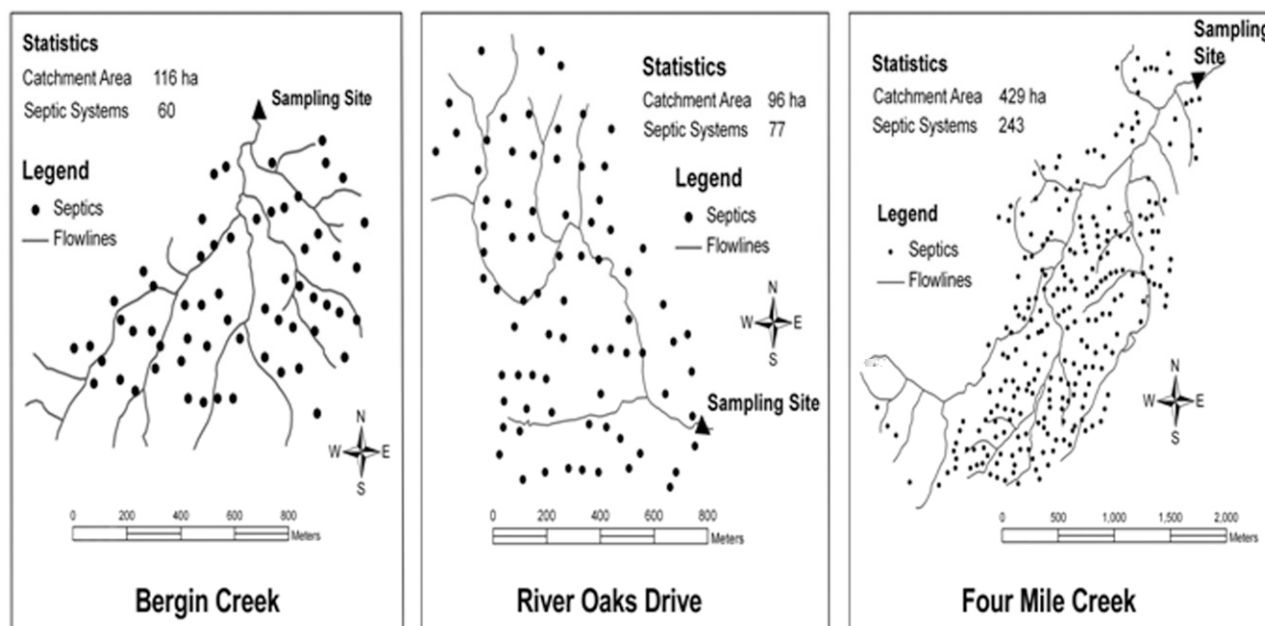 Statistics
Catchment Area 116 ha
Septic Systems 60
Sampling Site
Legend
Septics
Flowlines
N
W E
S
0 200 400 600 800
Meters
Bergin Creek
Statistics
Catchment Area 96 ha
Septic Systems 77
Legend
Septics
Flowlines
N
W E
S
Sampling Site
0 200 400 600 800
Meters
River Oaks Drive
Sampling
Site
Statistics
Catchment Area 429 ha
Septic Systems 243
Legend
Septics
Flowlines
N
W E
S
0 500 1,000 1,500 2,000
Meters
Four Mile Creek